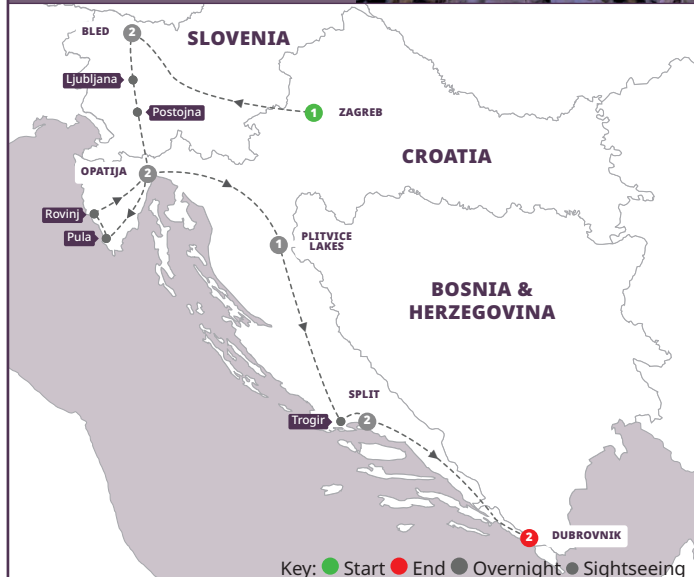 BLED
2
SLOVENIA
Ljubljana
Postojna
1
ZAGREB
CROATIA
OPATIJA
2
Rovinj
Pula
1
PLITVICE
LAKES
BOSNIA &
HERZEGOVINA
SPLIT
Trogir
2
2
DUBROVNIK
Key: Start End Overnight Sightseeing